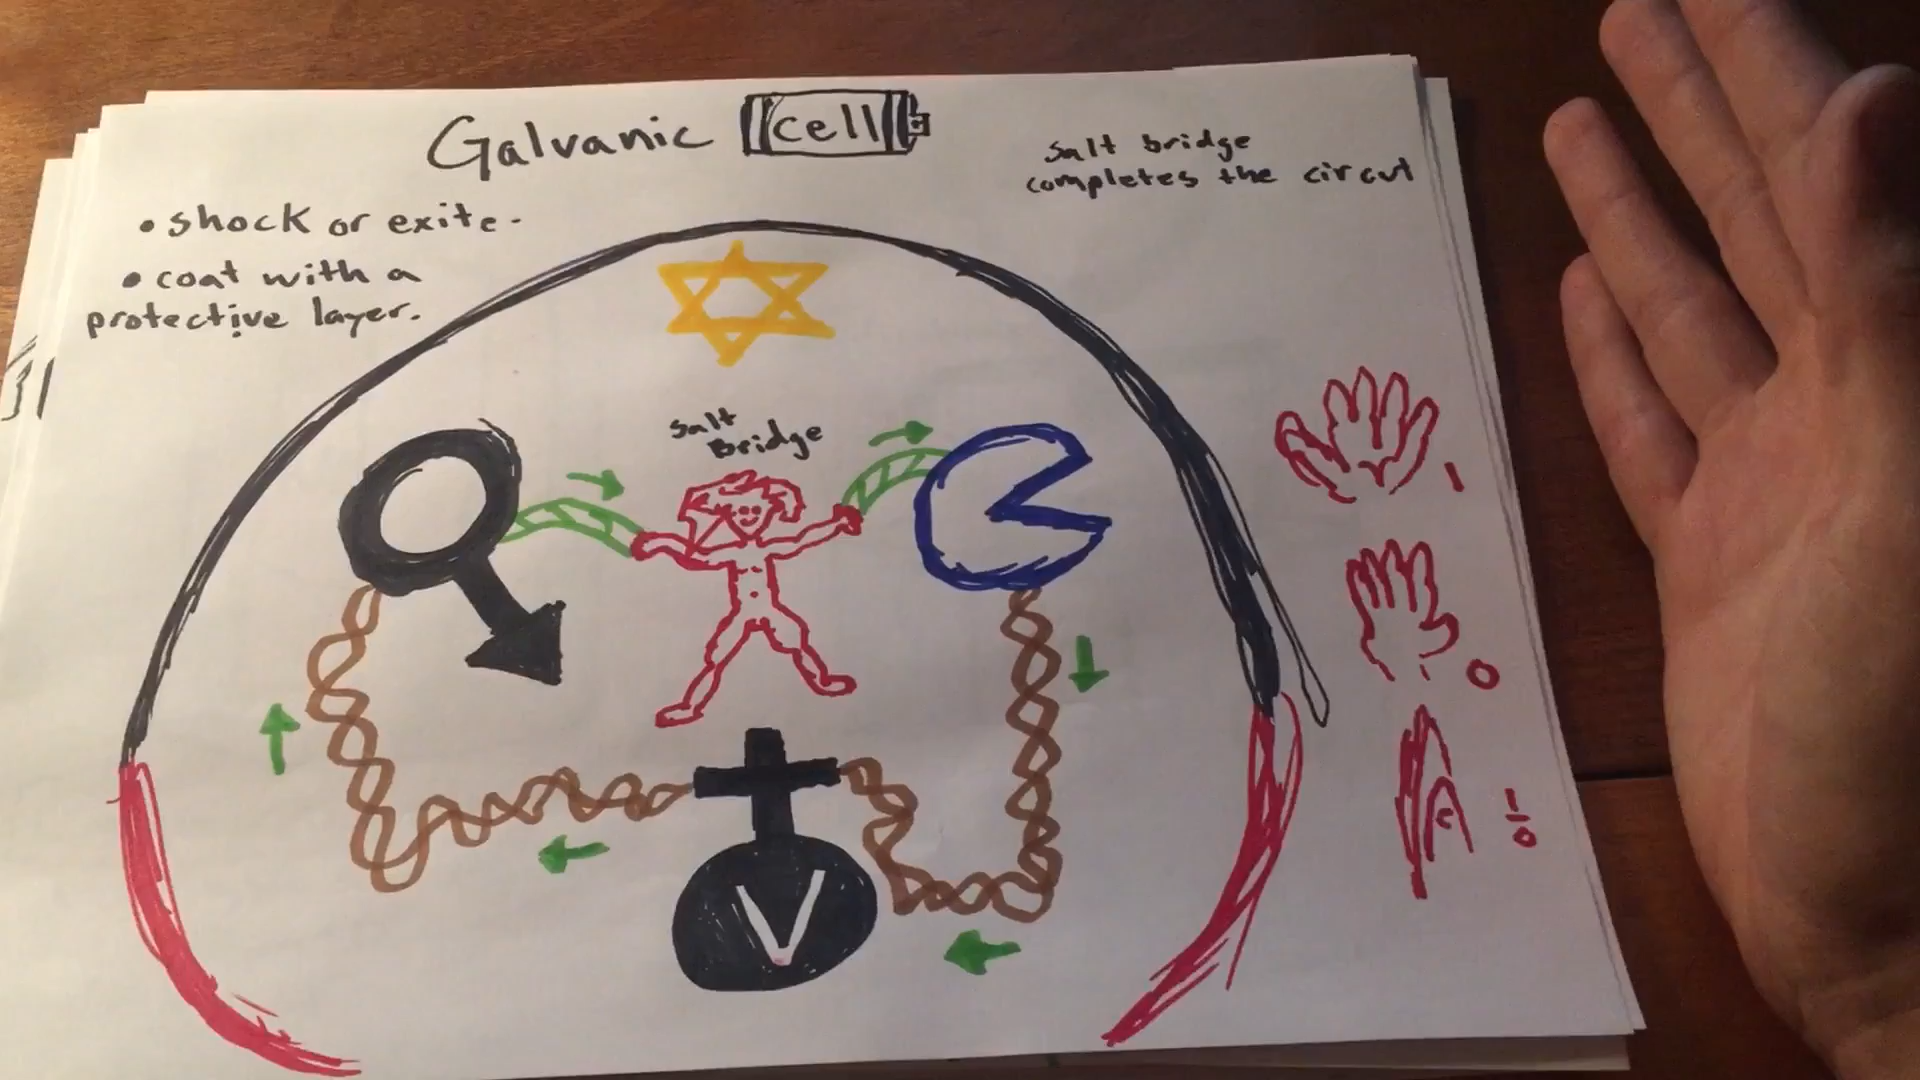 Galvanic cell
salt bridge
completes the circut
• shock or exite.
• coat with a
protective layer.
salt
Bridge
1
0
1
0
V